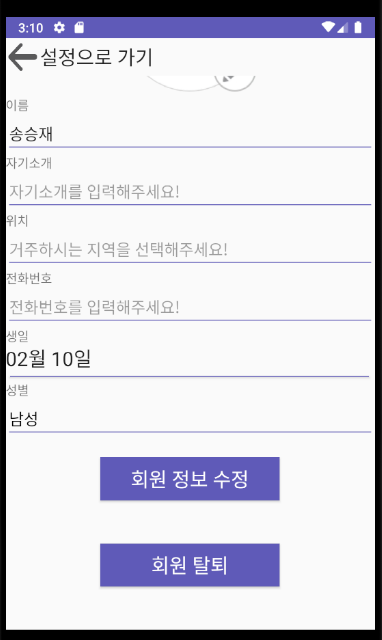 3:10
설정으로 가기
이름
송승재
자기소개
자기소개를 입력해주세요!
위치
거주하시는 지역을 선택해주세요!
전화번호
전화번호를 입력해주세요!
생일
02월 10일
성별
남성
회원 정보 수정
회원 탈퇴